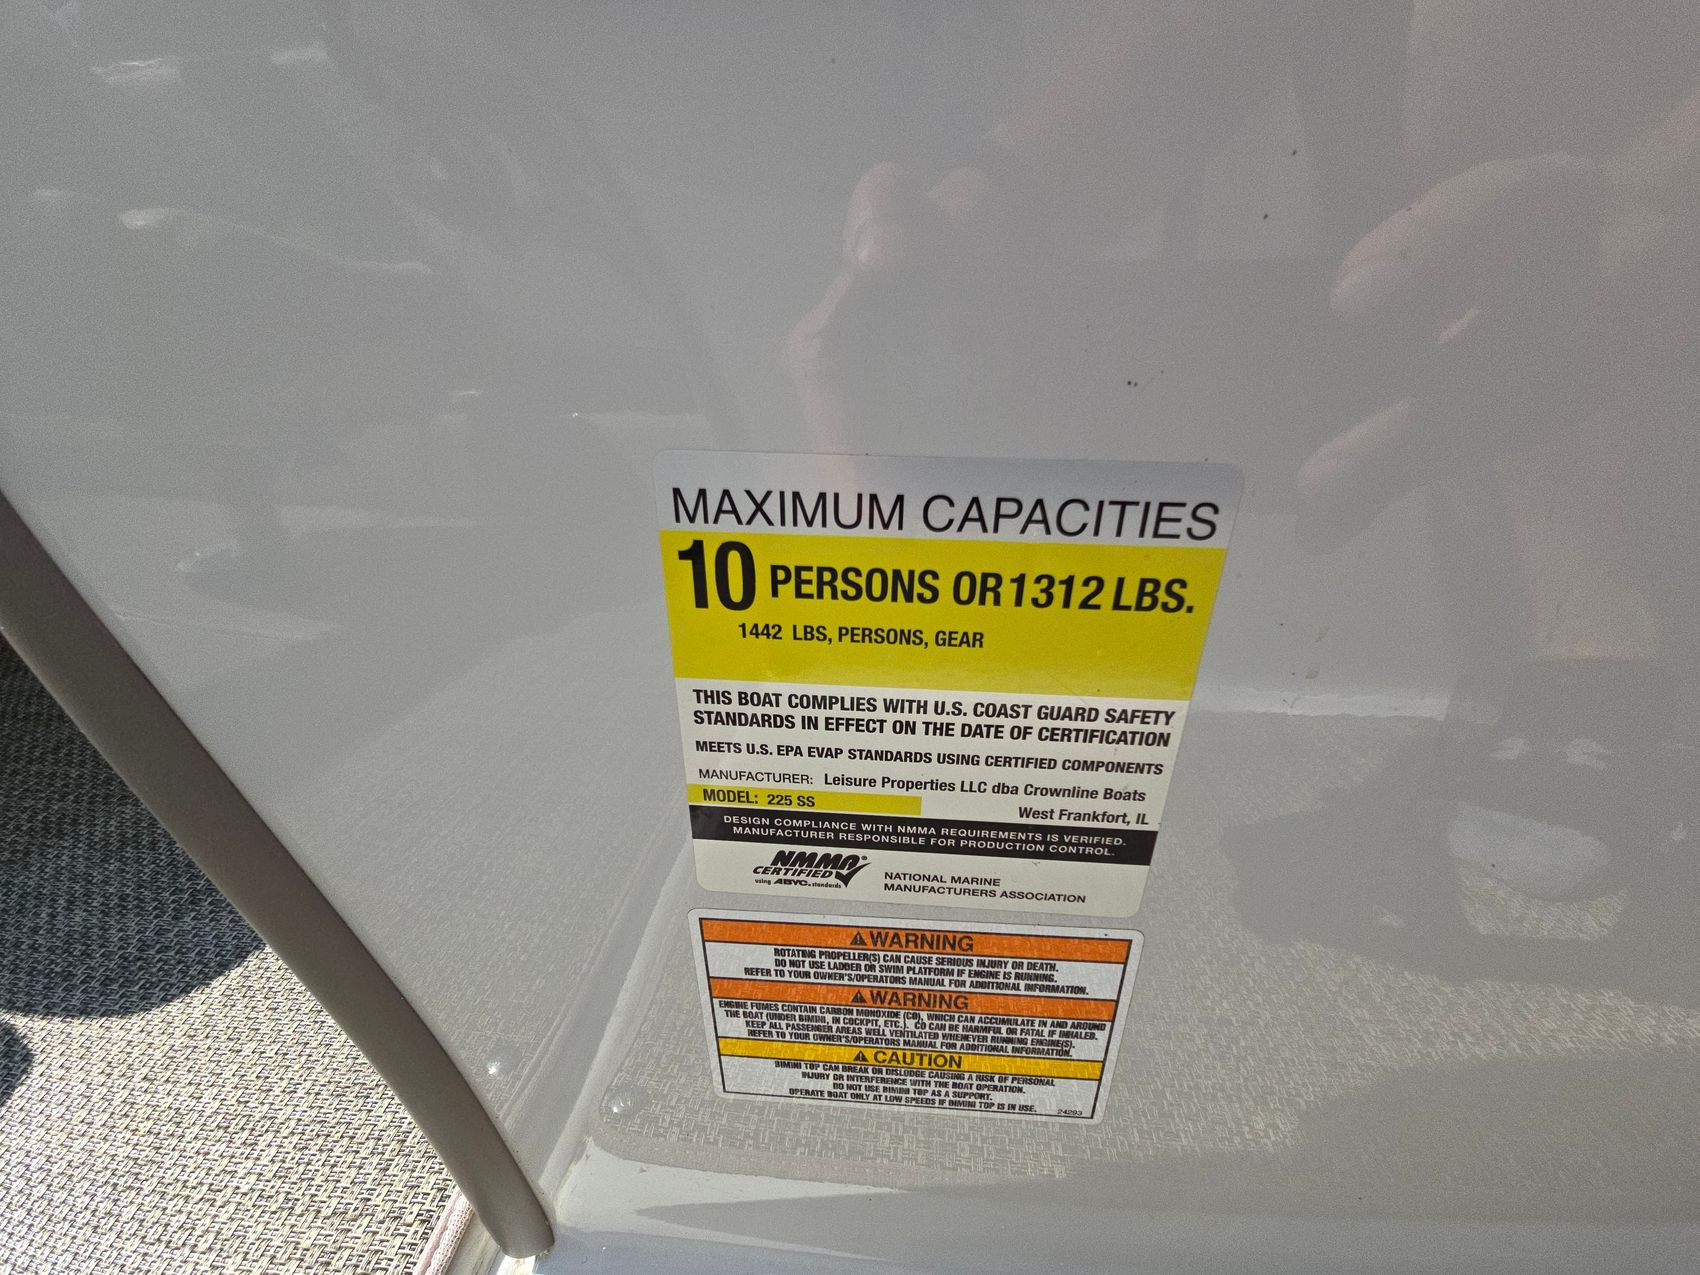 MAXIMUM CAPACITIES
10 PERSONS OR 1312 LBS.
1442 LBS, PERSONS, GEAR
THIS BOAT COMPLIES WITH U.S. COAST GUARD SAFETY
STANDARDS IN EFFECT ON THE DATE OF CERTIFICATION
MEETS U.S. EPA EVAP STANDARDS USING CERTIFIED COMPONENTS
MANUFACTURER: Leisure Properties LLC dba Crownline Boats
MODEL: 225 SS West Frankfort, IL
DESIGN COMPLIANCE WITH NMMA REQUIREMENTS IS VERIFIED.
MANUFACTURER RESPONSIBLE FOR PRODUCTION CONTROL.
NMMA®
CERTIFIED
using ABYC. standards
NATIONAL MARINE
MANUFACTURERS ASSOCIATION
WARNING
ROTATING PROPELLER(S) CAN CAUSE SERIOUS INJURY OR DEATH.
DO NOT USE LADDER OR SWIM PLATFORM IF ENGINE IS RUNNING.
REFER TO YOUR OWNER'S/OPERATORS MANUAL FOR ADDITIONAL INFORMATION.
WARNING
ENGINE FUMES CONTAIN CARBON MONOXIDE (CO), WHICH CAN ACCUMULATE IN AND AROUND
THE BOAT (UNDER BIMINI, IN COCKPIT, ETC.). CO CAN BE HARMFUL OR FATAL IF INHALED.
KEEP ALL PASSENGER AREAS WELL VENTILATED WHENEVER RUNNING ENGINE(S).
REFER TO YOUR OWNER'S/OPERATORS MANUAL FOR ADDITIONAL INFORMATION.
CAUTION
BIMINI TOP CAN BREAK OR DISLODGE CAUSING A RISK OF PERSONAL
INJURY OR INTERFERENCE WITH THE BOAT OPERATION.
DO NOT USE BIMINI TOP AS A SUPPORT.
OPERATE BOAT ONLY AT LOW SPEEDS IF BIMINI TOP IS IN USE.
24293